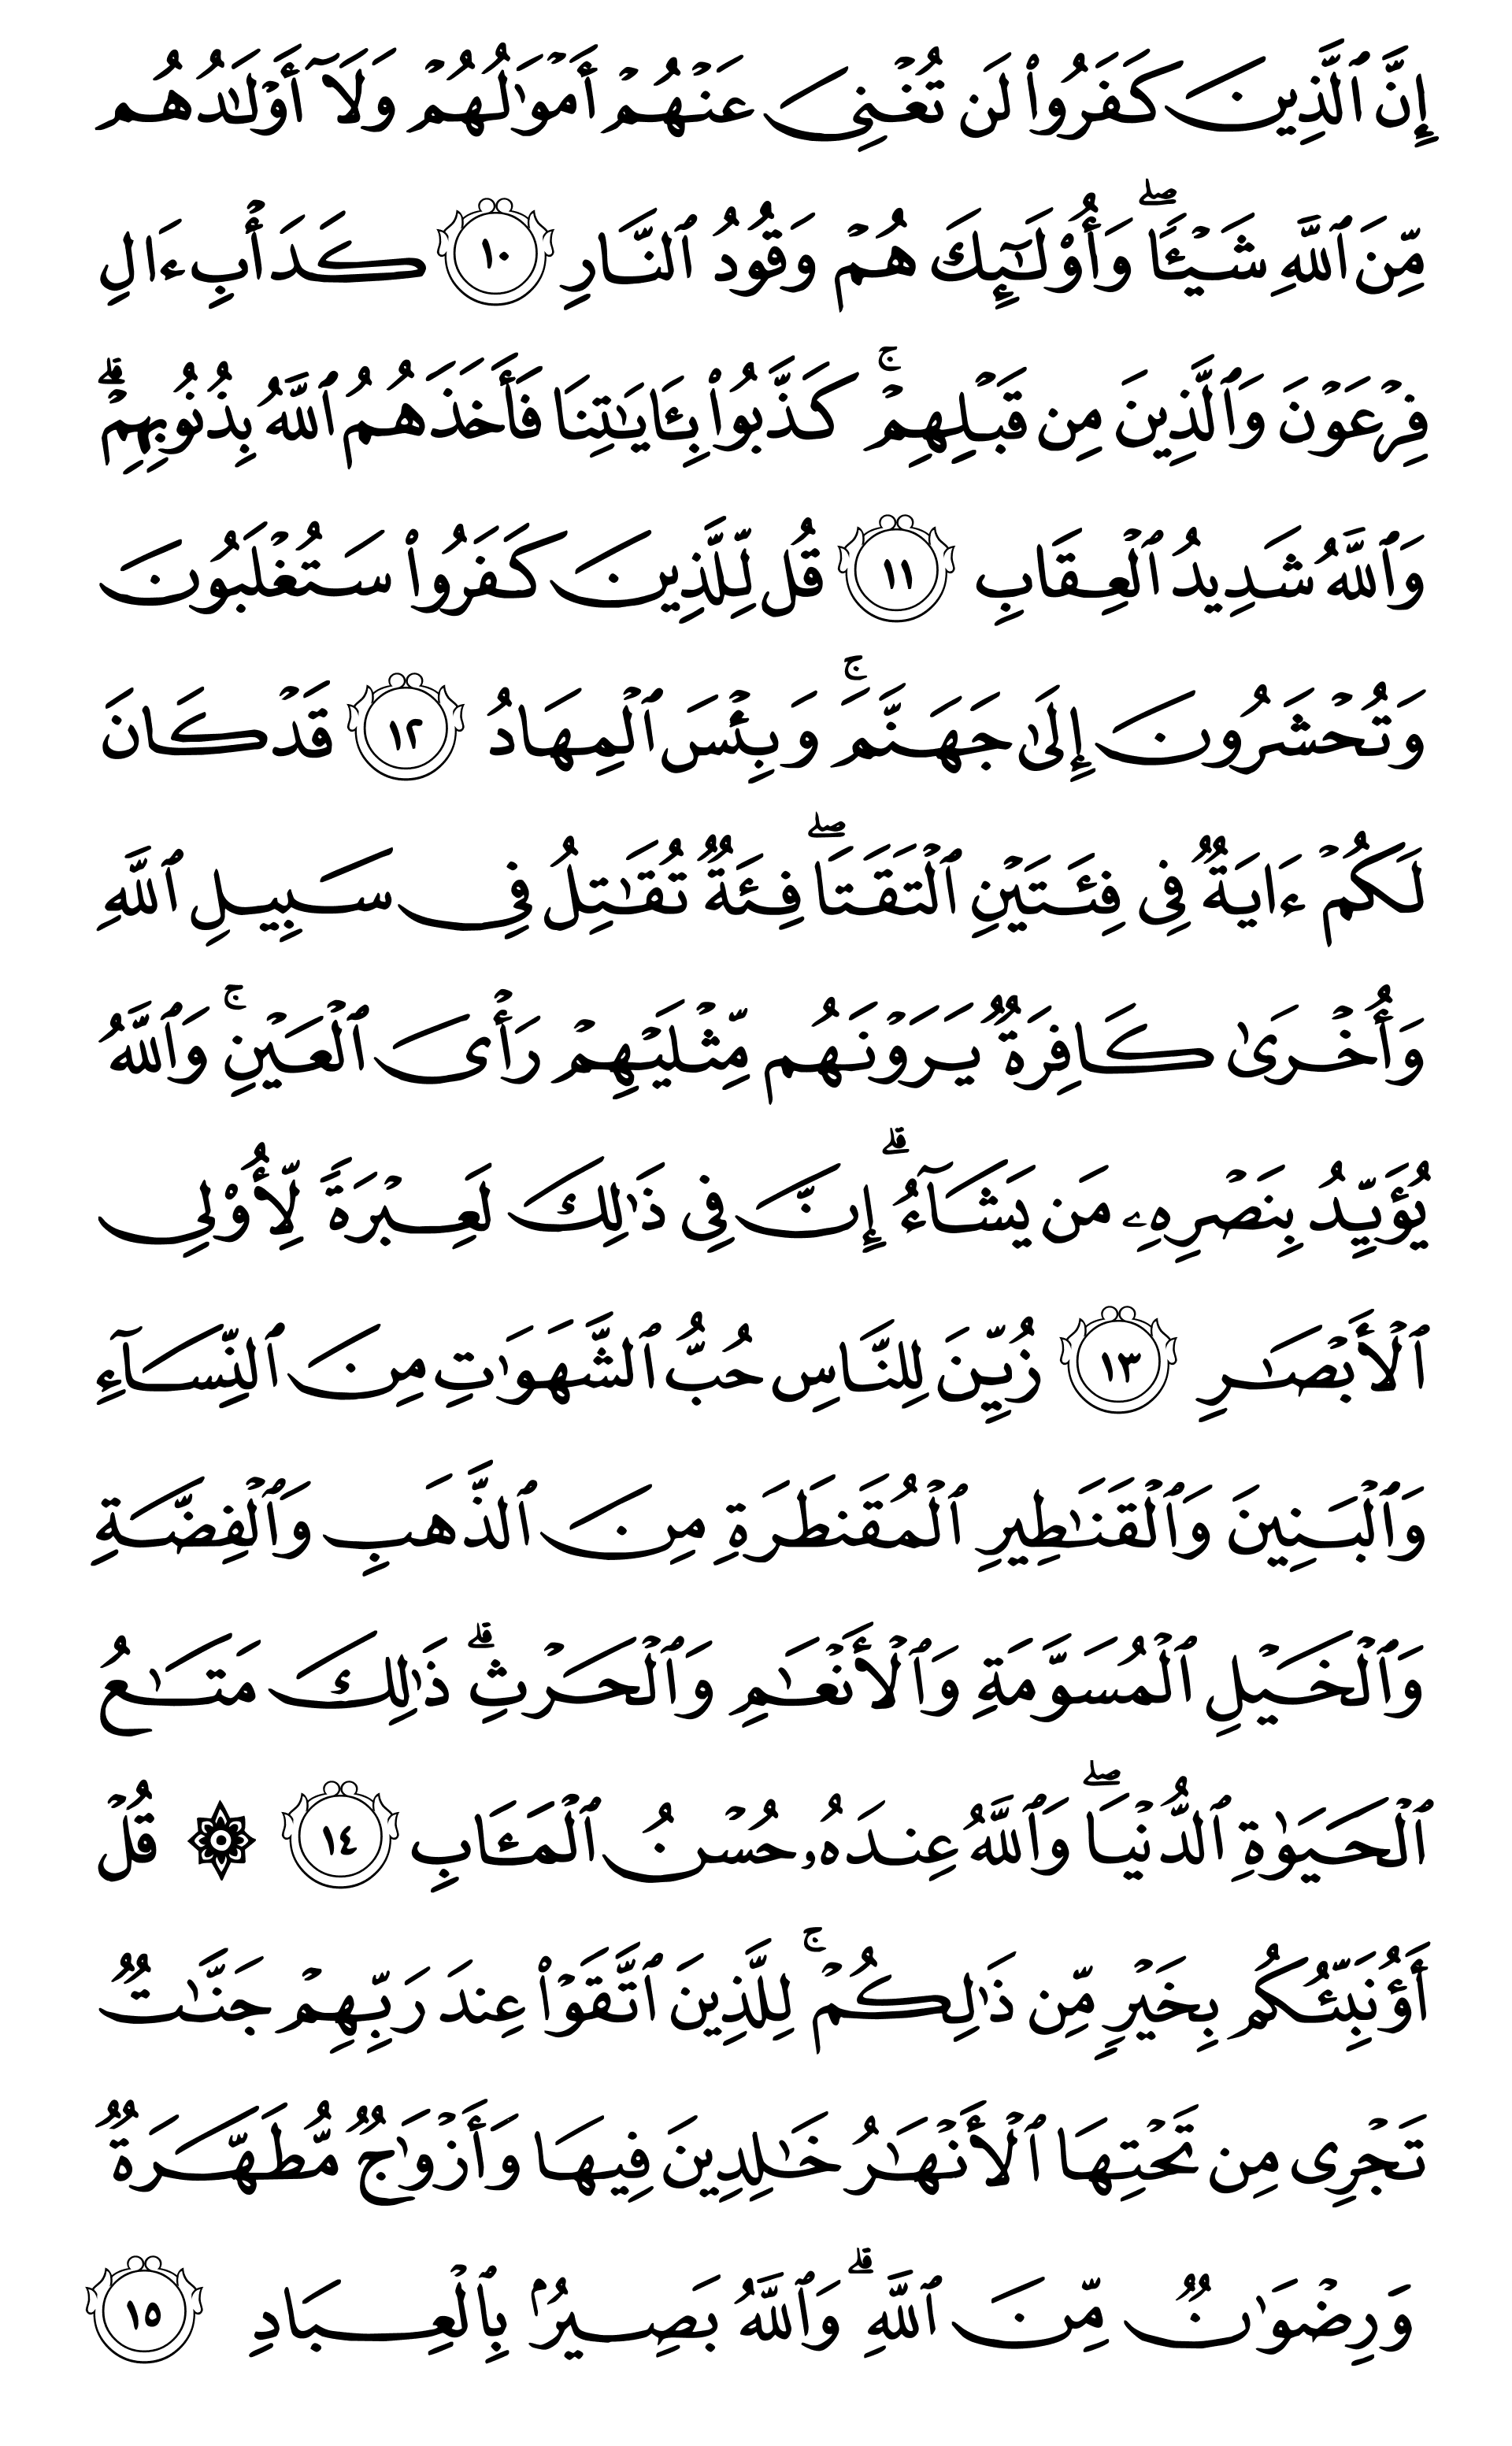 إِنَّ ٱلَّذِينَ كَفَرُوا۟ لَن تُغْنِىَ عَنْهُمْ أَمْوَٰلُهُمْ وَلَآ أَوْلَـٰدُهُم
مِّنَ ٱللَّهِ شَيْـًٔا ۖ وَأُو۟لَـٰٓئِكَ هُمْ وَقُودُ ٱلنَّارِ ١٠ كَدَأْبِ ءَالِ
فِرْعَوْنَ وَٱلَّذِينَ مِن قَبْلِهِمْ ۚ كَذَّبُوا۟ بِـَٔايَـٰتِنَا فَأَخَذَهُمُ ٱللَّهُ بِذُنُوبِهِمْ ۗ
وَٱللَّهُ شَدِيدُ ٱلْعِقَابِ ١١ قُل لِّلَّذِينَ كَفَرُوا۟ سَتُغْلَبُونَ
وَتُحْشَرُونَ إِلَىٰ جَهَنَّمَ ۚ وَبِئْسَ ٱلْمِهَادُ ١٢ قَدْ كَانَ
لَكُمْ ءَايَةٌ فِى فِئَتَيْنِ ٱلْتَقَتَا ۖ فِئَةٌ تُقَـٰتِلُ فِى سَبِيلِ ٱللَّهِ
وَأُخْرَىٰ كَافِرَةٌ يَرَوْنَهُم مِّثْلَيْهِمْ رَأْىَ ٱلْعَيْنِ ۚ وَٱللَّهُ
يُؤَيِّدُ بِنَصْرِهِۦ مَن يَشَآءُ ۗ إِنَّ فِى ذَٰلِكَ لَعِبْرَةً لِّأُو۟لِى
ٱلْأَبْصَـٰرِ ١٣ زُيِّنَ لِلنَّاسِ حُبُّ ٱلشَّهَوَٰتِ مِنَ ٱلنِّسَآءِ
وَٱلْبَنِينَ وَٱلْقَنَـٰطِيرِ ٱلْمُقَنطَرَةِ مِنَ ٱلذَّهَبِ وَٱلْفِضَّةِ
وَٱلْخَيْلِ ٱلْمُسَوَّمَةِ وَٱلْأَنْعَـٰمِ وَٱلْحَرْثِ ۗ ذَٰلِكَ مَتَـٰعُ
ٱلْحَيَوٰةِ ٱلدُّنْيَا ۖ وَٱللَّهُ عِندَهُۥ حُسْنُ ٱلْمَـَٔابِ ١٤ ۞ قُلْ
أَؤُنَبِّئُكُم بِخَيْرٍ مِّن ذَٰلِكُمْ ۚ لِلَّذِينَ ٱتَّقَوْا۟ عِندَ رَبِّهِمْ جَنَّـٰتٌ
تَجْرِى مِن تَحْتِهَا ٱلْأَنْهَـٰرُ خَـٰلِدِينَ فِيهَا وَأَزْوَٰجٌ مُّطَهَّرَةٌ
وَرِضْوَٰنٌ مِّنَ ٱللَّهِ ۗ وَٱللَّهُ بَصِيرٌۢ بِٱلْعِبَادِ ١٥